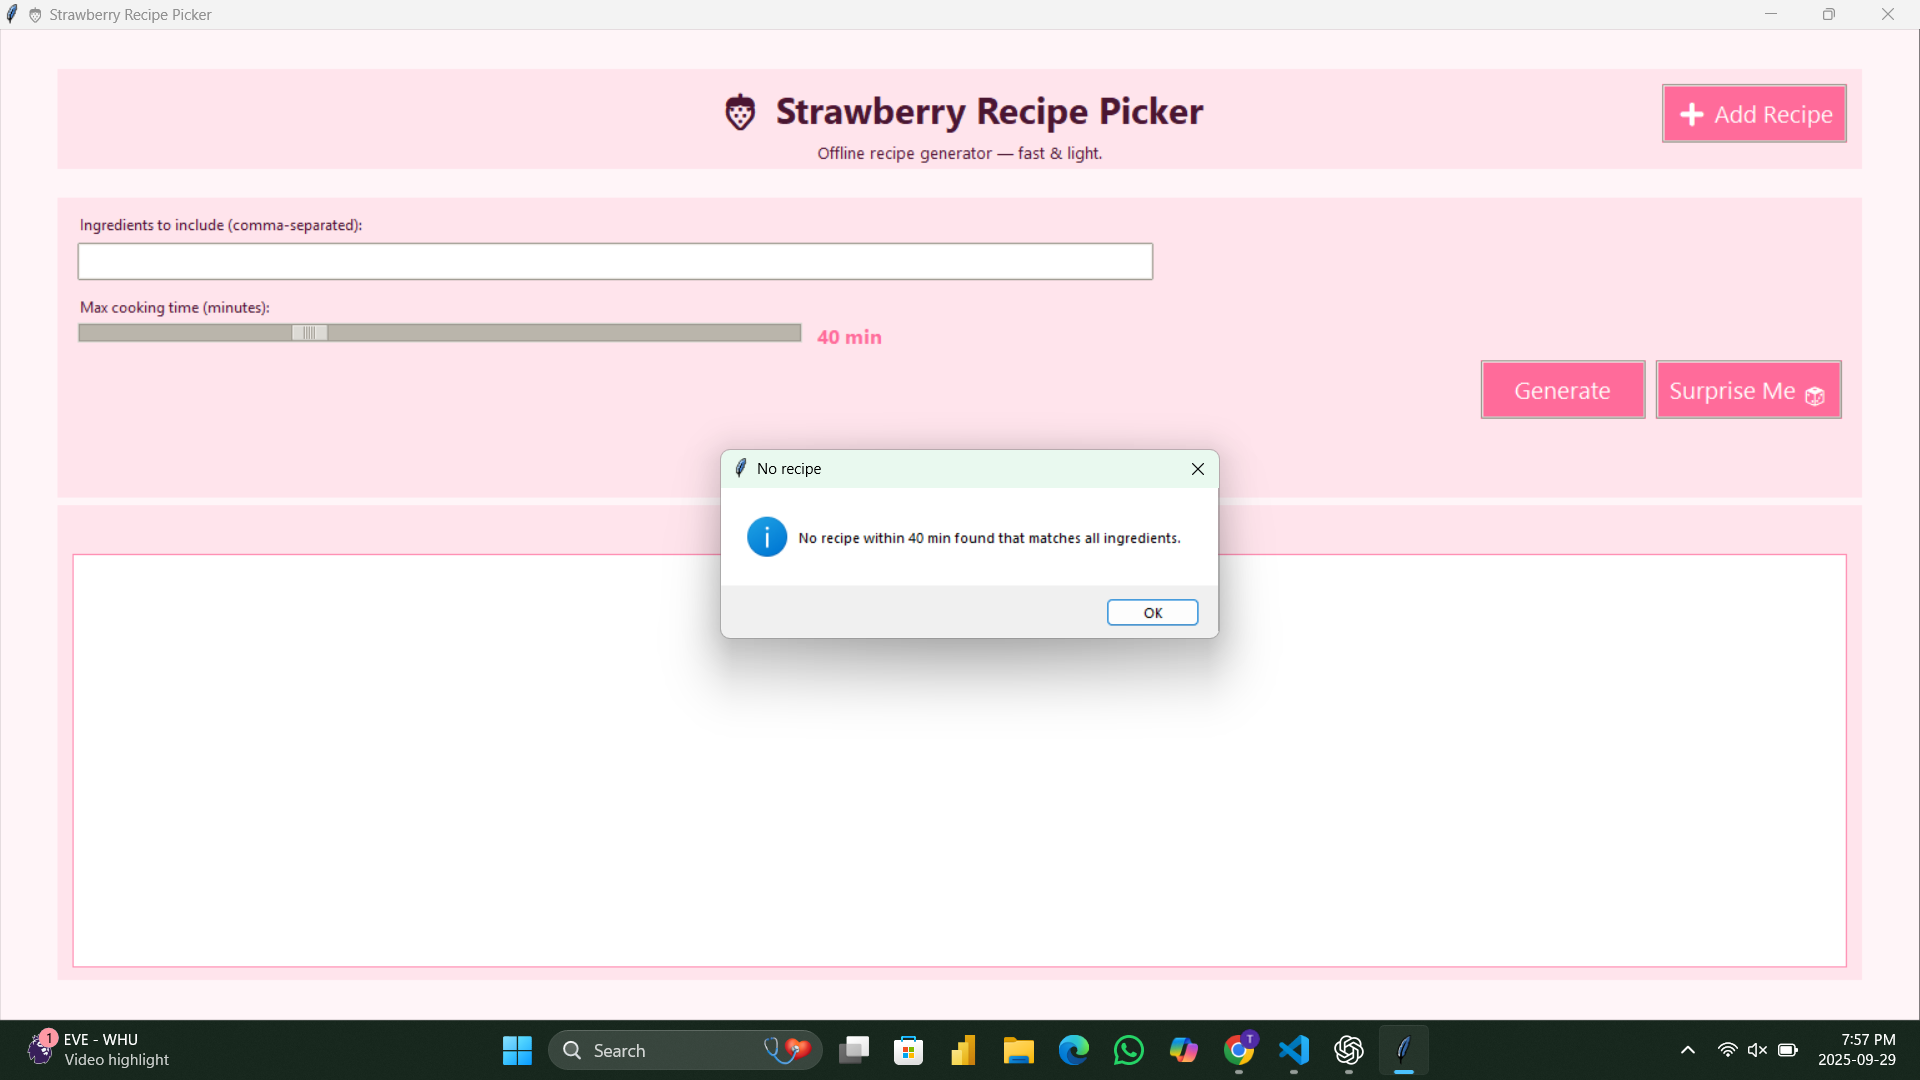 Strawberry Recipe Picker
Strawberry Recipe Picker
Add Recipe
Offline recipe generator — fast & light.
Ingredients to include (comma-separated):
Max cooking time (minutes):
40 min
Generate
Surprise Me
No recipe
No recipe within 40 min found that matches all ingredients.
OK
1
EVE - WHU
Video highlight
Search
T
7:57 PM
2025-09-29